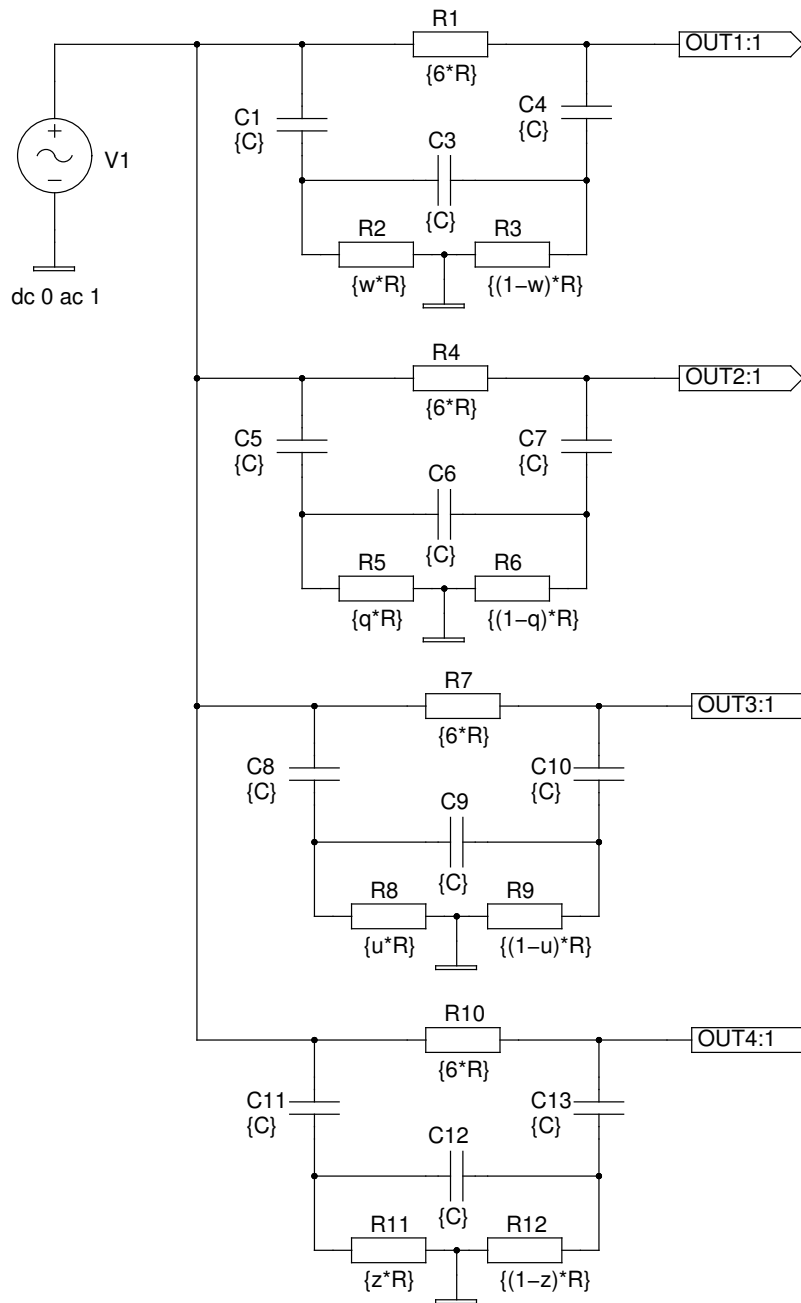 R1
OUT1:1
{6*R}
C1
{C}
C4
{C}
C3
{C}
V1
R2
{w*R}
R3
{(1−w)*R}
dc 0 ac 1
R4
OUT2:1
{6*R}
C5
{C}
C7
{C}
C6
{C}
R5
{q*R}
R6
{(1−q)*R}
R7
OUT3:1
{6*R}
C8
{C}
C10
{C}
C9
{C}
R8
{u*R}
R9
{(1−u)*R}
R10
OUT4:1
{6*R}
C11
{C}
C13
{C}
C12
{C}
R11
{z*R}
R12
{(1−z)*R}